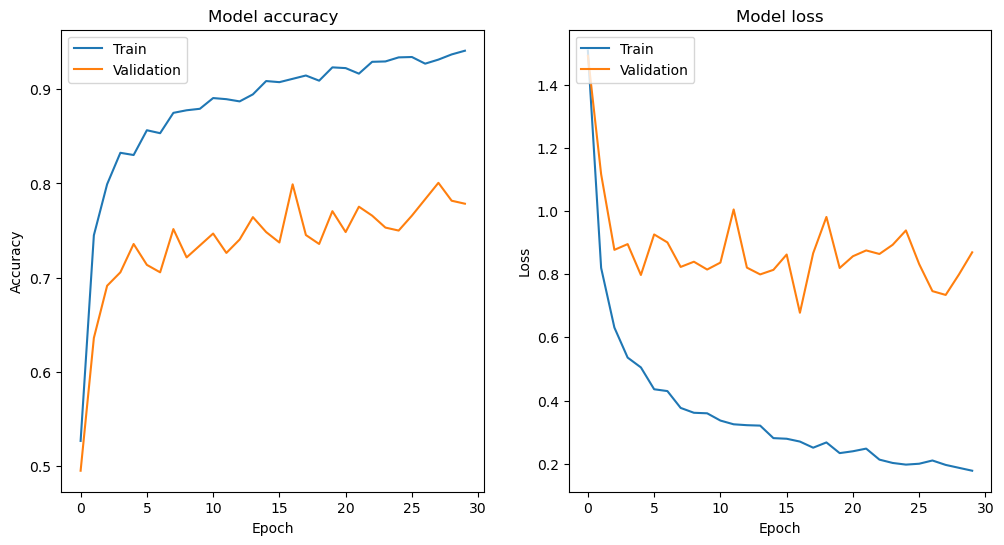 Model accuracy
Train
Validation
0.9
0.8
0.7
0.6
0.5
Accuracy
0 5 10 15 20 25 30
Epoch
Model loss
Train
Validation
1.4
1.2
1.0
0.8
0.6
0.4
0.2
Loss
0 5 10 15 20 25 30
Epoch